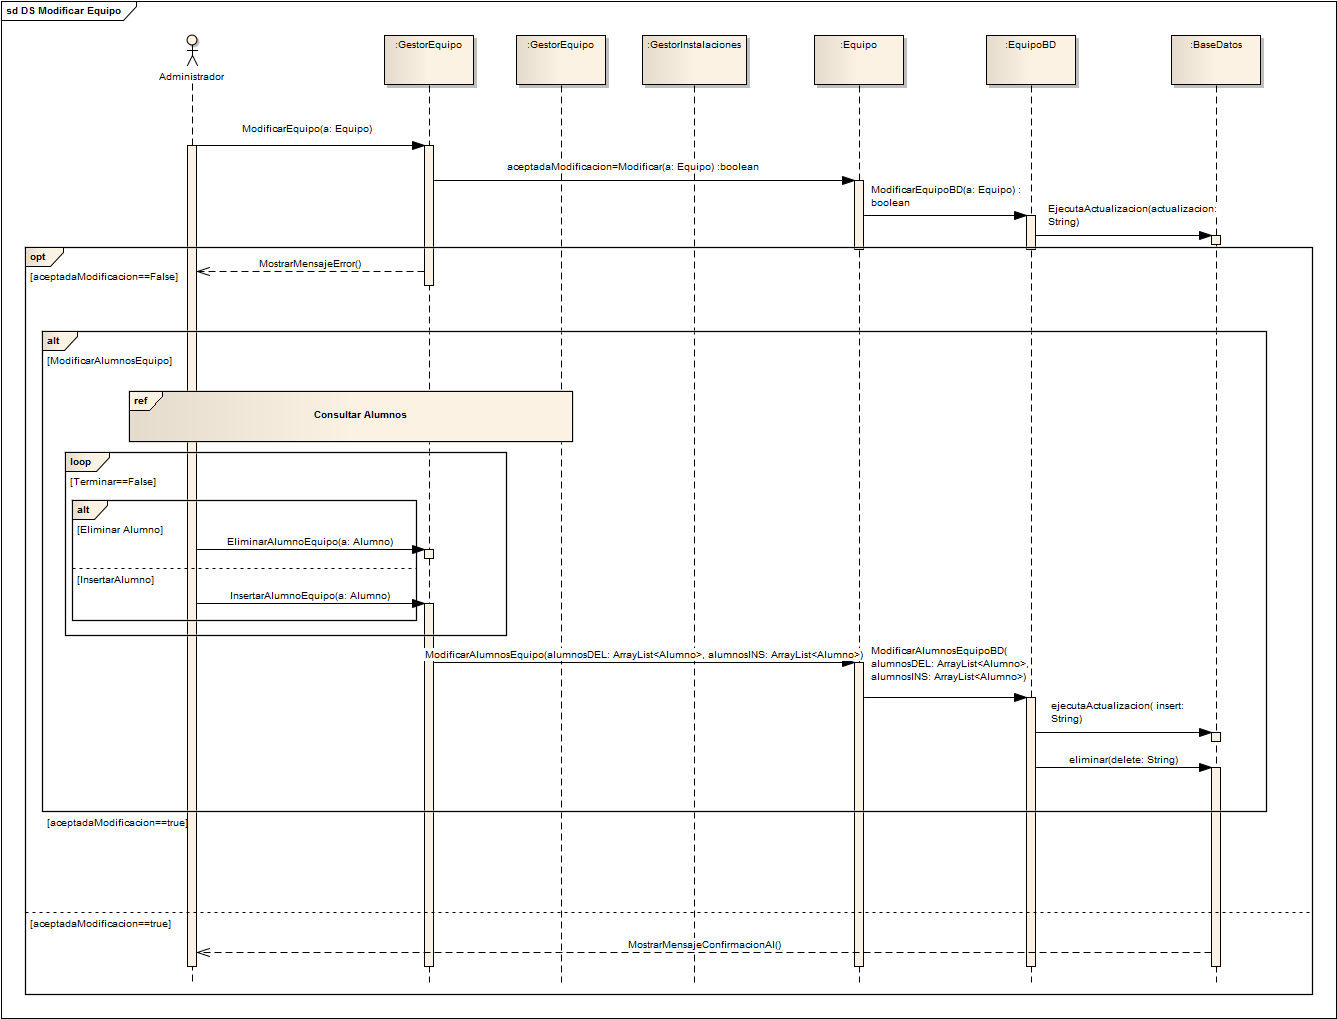 sd DS Modificar Equipo
Administrador
:GestorEquipo
:GestorEquipo
:GestorInstalaciones
:Equipo
:EquipoBD
:BaseDatos
ModificarEquipo(a: Equipo)
aceptadaModificacion=Modificar(a: Equipo) :boolean
ModificarEquipoBD(a: Equipo) :
boolean
EjecutaActualizacion(actualizacion:
String)
opt
[aceptadaModificacion==False]
MostrarMensajeError()
alt
[ModificarAlumnosEquipo]
ref
Consultar Alumnos
loop
[Terminar==False]
alt
[Eliminar Alumno]
EliminarAlumnoEquipo(a: Alumno)
[InsertarAlumno]
InsertarAlumnoEquipo(a: Alumno)
ModificarAlumnosEquipo(alumnosDEL: ArrayList<Alumno>, alumnosINS: ArrayList<Alumno>)
ModificarAlumnosEquipoBD(
alumnosDEL: ArrayList<Alumno>,
alumnosINS: ArrayList<Alumno>)
ejecutaActualizacion( insert:
String)
eliminar(delete: String)
[aceptadaModificacion==true]
[aceptadaModificacion==true]
MostrarMensajeConfirmacionAl()